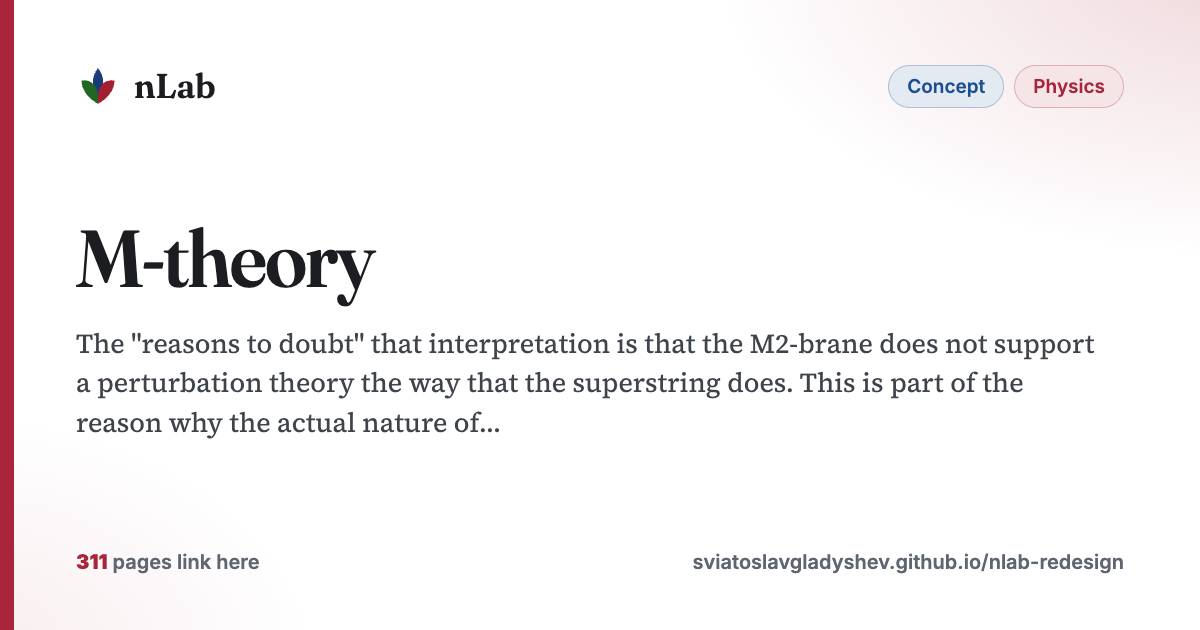 nLab
Concept
Physics
M-theory
The "reasons to doubt" that interpretation is that the M2-brane does not support
a perturbation theory the way that the superstring does. This is part of the
reason why the actual nature of...
311 pages link here
sviatoslavgladyshev.github.io/nlab-redesign